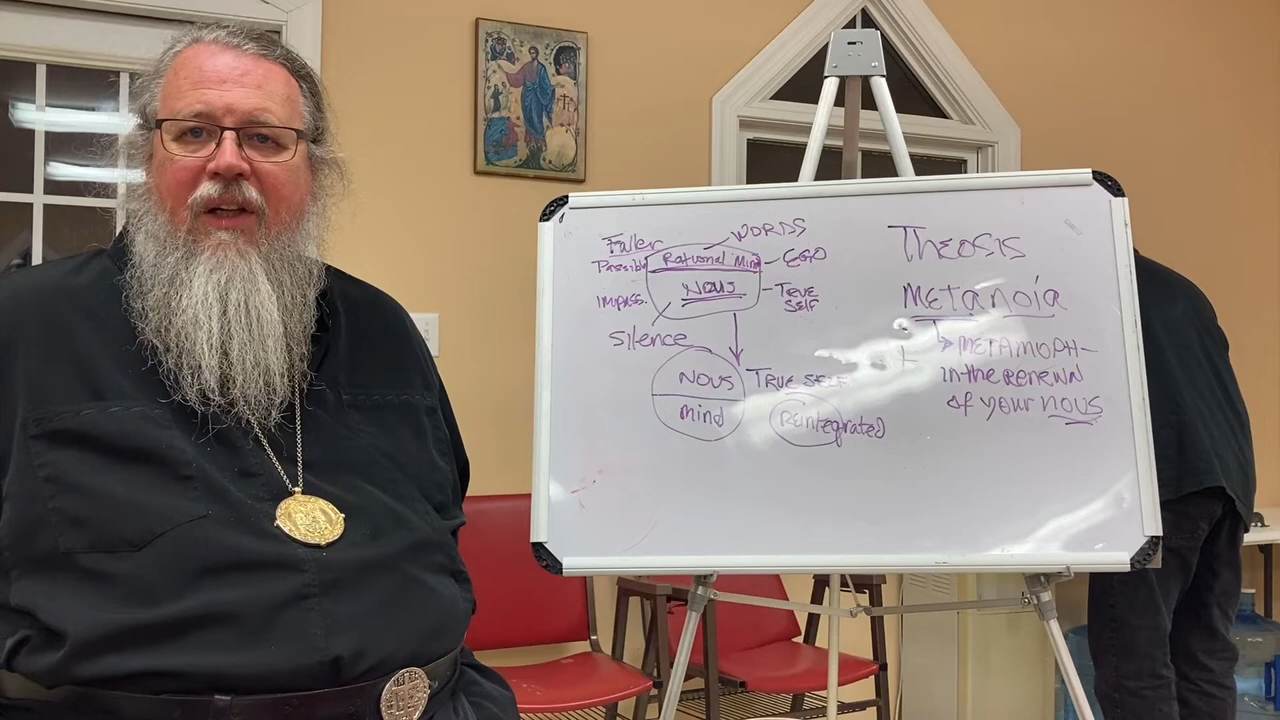 WORDS
Fallen
Rational Mind
EGO
Passible
NOUS
TRUE
SELF
Impass.
Silence
NOUS
TRUE SELF
Mind
Reintegrated
Theosis
Metanoia
METAMOPH-
in the renewal
of your nous